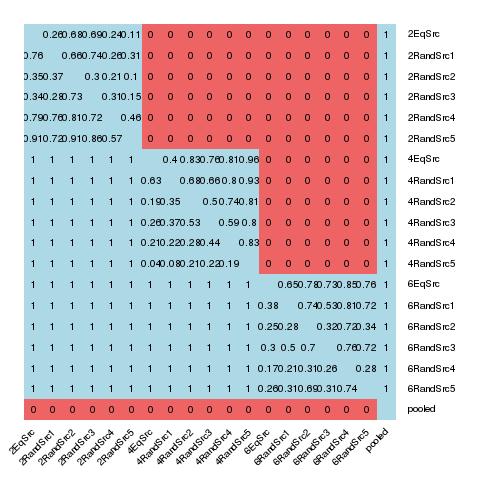 0.26 0.68 0.69 0.24 0.11 0 0 0 0 0 0 0 0 0 0 0 0 1 2EqSrc
0.76 0.66 0.74 0.26 0.31 0 0 0 0 0 0 0 0 0 0 0 0 1 2RandSrc1
0.35 0.37 0.3 0.21 0.1 0 0 0 0 0 0 0 0 0 0 0 0 1 2RandSrc2
0.34 0.28 0.73 0.31 0.15 0 0 0 0 0 0 0 0 0 0 0 0 1 2RandSrc3
0.79 0.76 0.81 0.72 0.46 0 0 0 0 0 0 0 0 0 0 0 0 1 2RandSrc4
0.91 0.72 0.91 0.86 0.57 0 0 0 0 0 0 0 0 0 0 0 0 1 2RandSrc5
1 1 1 1 1 1 0.4 0.83 0.76 0.81 0.96 0 0 0 0 0 0 1 4EqSrc
1 1 1 1 1 1 0.63 0.68 0.66 0.8 0.93 0 0 0 0 0 0 1 4RandSrc1
1 1 1 1 1 1 0.19 0.35 0.5 0.74 0.81 0 0 0 0 0 0 1 4RandSrc2
1 1 1 1 1 1 0.26 0.37 0.53 0.59 0.8 0 0 0 0 0 0 1 4RandSrc3
1 1 1 1 1 1 0.21 0.22 0.28 0.44 0.83 0 0 0 0 0 0 1 4RandSrc4
1 1 1 1 1 1 0.04 0.08 0.21 0.22 0.19 0 0 0 0 0 0 1 4RandSrc5
1 1 1 1 1 1 1 1 1 1 1 1 0.65 0.78 0.73 0.85 0.76 1 6EqSrc
1 1 1 1 1 1 1 1 1 1 1 1 0.38 0.74 0.53 0.81 0.72 1 6RandSrc1
1 1 1 1 1 1 1 1 1 1 1 1 0.25 0.28 0.32 0.72 0.34 1 6RandSrc2
1 1 1 1 1 1 1 1 1 1 1 1 0.3 0.5 0.7 0.76 0.72 1 6RandSrc3
1 1 1 1 1 1 1 1 1 1 1 1 0.17 0.21 0.31 0.26 0.28 1 6RandSrc4
1 1 1 1 1 1 1 1 1 1 1 1 0.26 0.31 0.69 0.31 0.74 1 6RandSrc5
0 0 0 0 0 0 0 0 0 0 0 0 0 0 0 0 0 0 pooled
2EqSrc 2RandSrc1 2RandSrc2 2RandSrc3 2RandSrc4 2RandSrc5 4EqSrc 4RandSrc1 4RandSrc2 4RandSrc3 4RandSrc4 4RandSrc5 6EqSrc 6RandSrc1 6RandSrc2 6RandSrc3 6RandSrc4 6RandSrc5 pooled